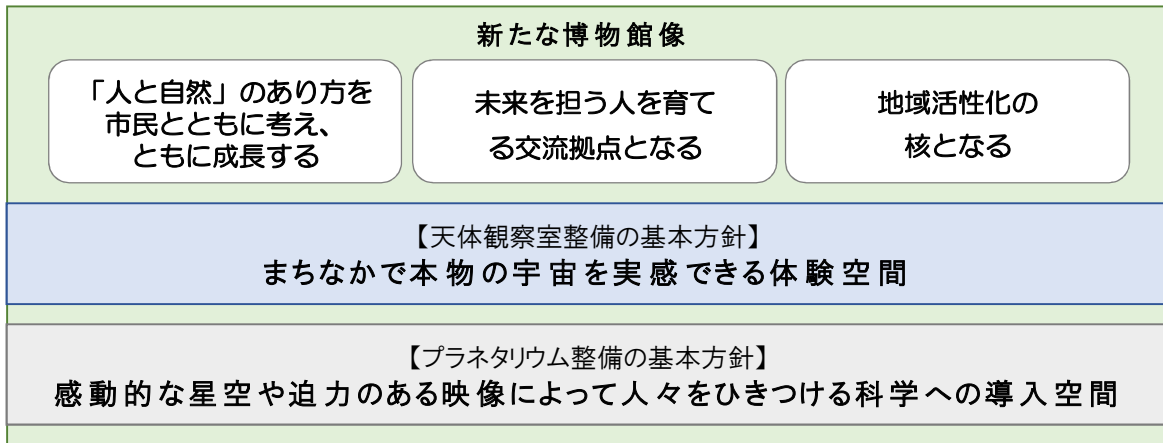 新たな博物館像
「人と自然」のあり方を
市民とともに考え、
ともに成長する
未来を担う人を育て
る交流拠点となる
地域活性化の
核となる
【天体観察室整備の基本方針】
まちなかで本物の宇宙を実感できる体験空間
【プラネタリウム整備の基本方針】
感動的な星空や迫力のある映像によって人々をひきつける科学への導入空間